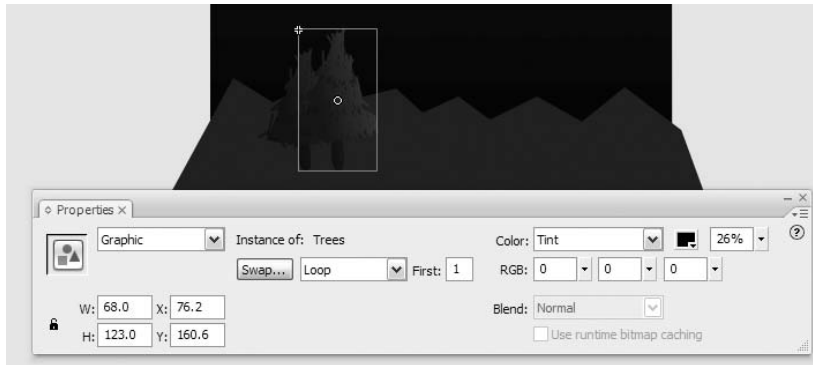 Properties ×
Graphic Instance of: Trees Color: Tint 26%
Swap... Loop First: 1 RGB: 0 0 0
W: 68.0 X: 76.2 Blend: Normal
H: 123.0 Y: 160.6 Use runtime bitmap caching